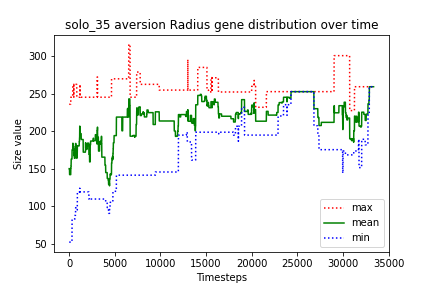 solo_35 aversion Radius gene distribution over time
Size value
300
250
200
150
100
50
max
mean
min
0
5000
10000
15000
20000
25000
30000
35000
Timesteps